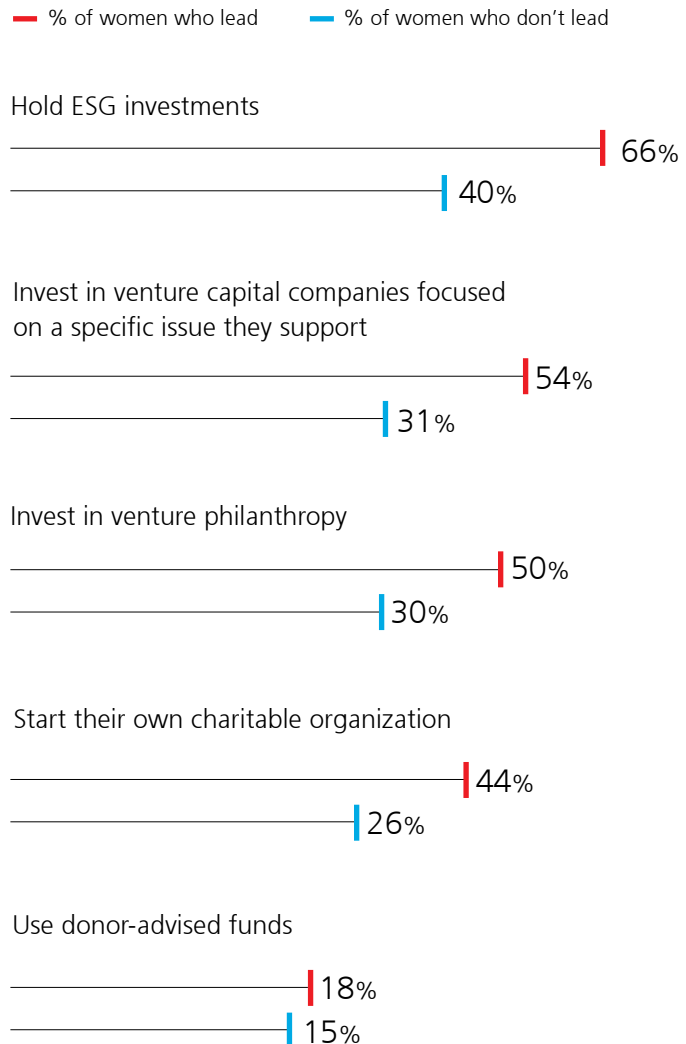 % of women who lead % of women who don’t lead
Hold ESG investments
66%
40%
Invest in venture capital companies focused
on a specific issue they support
54%
31%
Invest in venture philanthropy
50%
30%
Start their own charitable organization
44%
26%
Use donor-advised funds
18%
15%